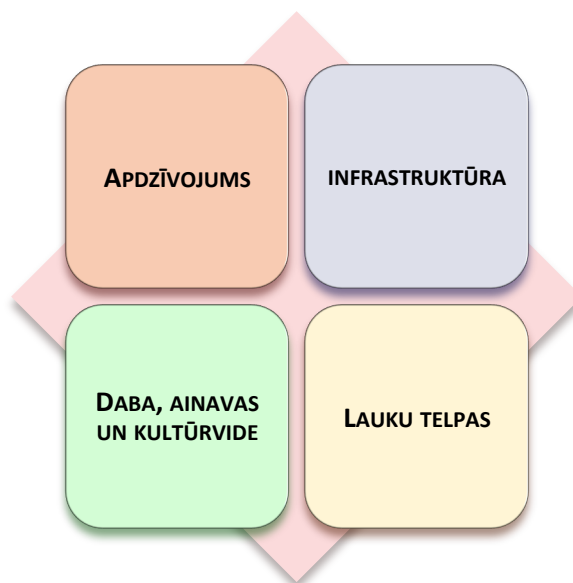 Apdzīvojums
infrastruktūra
Daba, ainavas
un kultūrvide
Lauku telpas